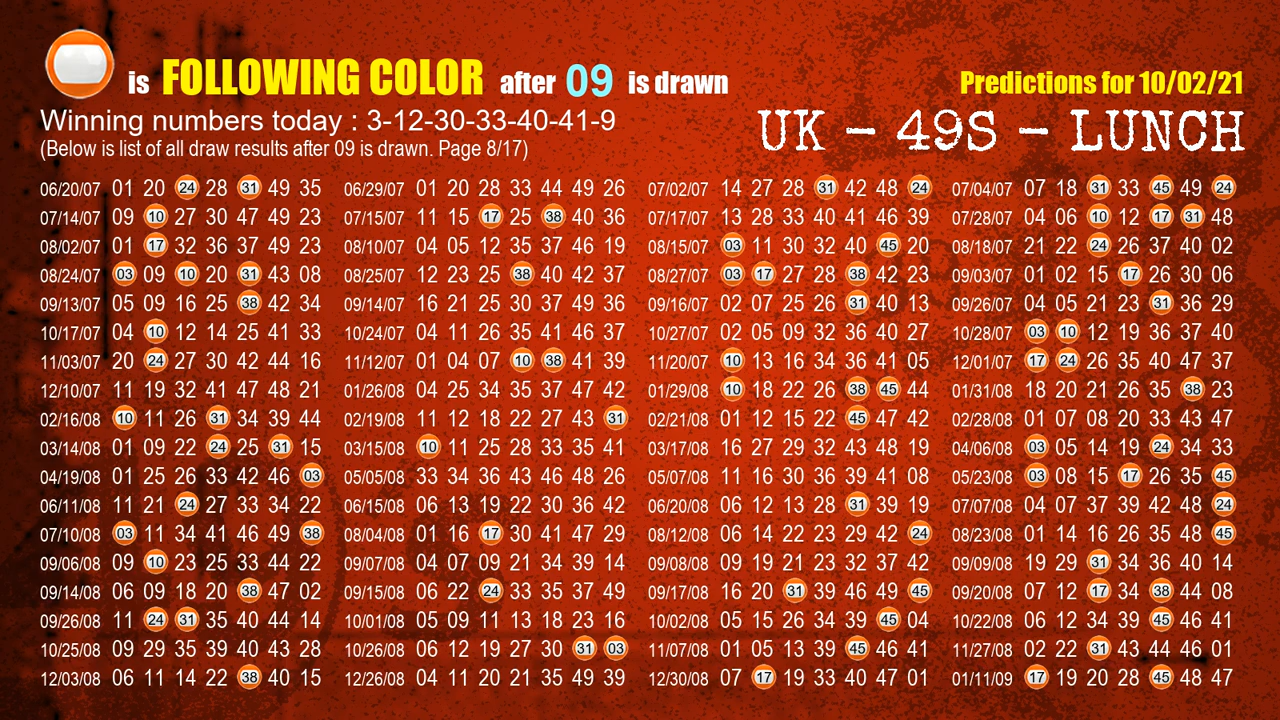 is FOLLOWING COLOR after 09 is drawn
Predictions for 10/02/21
Winning numbers today : 3-12-30-33-40-41-9
UK - 49S - LUNCH
(Below is list of all draw results after 09 is drawn. Page 8/17)
06/20/07 01 20 24 28 31 49 35 06/29/07 01 20 28 33 44 49 26 07/02/07 14 27 28 31 42 48 24 07/04/07 07 18 31 33 45 49 24
07/14/07 09 10 27 30 47 49 23 07/15/07 11 15 17 25 38 40 36 07/17/07 13 28 33 40 41 46 39 07/28/07 04 06 10 12 17 31 48
08/02/07 01 17 32 36 37 49 23 08/10/07 04 05 12 35 37 46 19 08/15/07 03 11 30 32 40 45 20 08/18/07 21 22 24 26 37 40 02
08/24/07 03 09 10 20 31 43 08 08/25/07 12 23 25 38 40 42 37 08/27/07 03 17 27 28 38 42 23 09/03/07 01 02 15 17 26 30 06
09/13/07 05 09 16 25 38 42 34 09/14/07 16 21 25 30 37 49 36 09/16/07 02 07 25 26 31 40 13 09/26/07 04 05 21 23 31 36 29
10/17/07 04 10 12 14 25 41 33 10/24/07 04 11 26 35 41 46 37 10/27/07 02 05 09 32 36 40 27 10/28/07 03 10 12 19 36 37 40
11/03/07 20 24 27 30 42 44 16 11/12/07 01 04 07 10 38 41 39 11/20/07 10 13 16 34 36 41 05 12/01/07 17 24 26 35 40 47 37
12/10/07 11 19 32 41 47 48 21 01/26/08 04 25 34 35 37 47 42 01/29/08 10 18 22 26 38 45 44 01/31/08 18 20 21 26 35 38 23
02/16/08 10 11 26 31 34 39 44 02/19/08 11 12 18 22 27 43 31 02/21/08 01 12 15 22 45 47 42 02/28/08 01 07 08 20 33 43 47
03/14/08 01 09 22 24 25 31 15 03/15/08 10 11 25 28 33 35 41 03/17/08 16 27 29 32 43 48 19 04/06/08 03 05 14 19 24 34 33
04/19/08 01 25 26 33 42 46 03 05/05/08 33 34 36 43 46 48 26 05/07/08 11 16 30 36 39 41 08 05/23/08 03 08 15 17 26 35 45
06/11/08 11 21 24 27 33 34 22 06/15/08 06 13 19 22 30 36 42 06/20/08 06 12 13 28 31 39 19 07/07/08 04 07 37 39 42 48 24
07/10/08 03 11 34 41 46 49 38 08/04/08 01 16 17 30 41 47 29 08/12/08 06 14 22 23 29 42 24 08/23/08 01 14 16 26 35 48 45
09/06/08 09 10 23 25 33 44 22 09/07/08 04 07 09 21 34 39 14 09/08/08 09 19 21 23 32 37 42 09/09/08 19 29 31 34 36 40 14
09/14/08 06 09 18 20 38 47 02 09/15/08 06 22 24 33 35 37 49 09/17/08 16 20 31 39 46 49 45 09/20/08 07 12 17 34 38 44 08
09/26/08 11 24 31 35 40 44 14 10/01/08 05 09 11 13 18 23 16 10/02/08 05 15 26 34 39 45 04 10/22/08 06 12 34 39 45 46 41
10/25/08 09 29 35 39 40 43 28 10/26/08 06 12 19 27 30 31 03 11/07/08 01 05 13 39 45 46 41 11/27/08 02 22 31 43 44 46 01
12/03/08 06 11 14 22 38 40 15 12/26/08 04 11 20 21 35 49 39 12/30/08 07 17 19 33 40 47 01 01/11/09 17 19 20 28 45 48 47